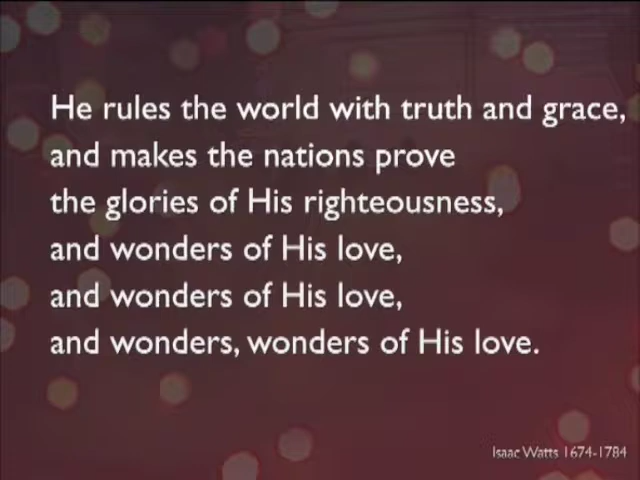 He rules the world with truth and grace,
and makes the nations prove
the glories of His righteousness,
and wonders of His love,
and wonders of His love,
and wonders, wonders of His love.
Isaac Watts 1674-1784